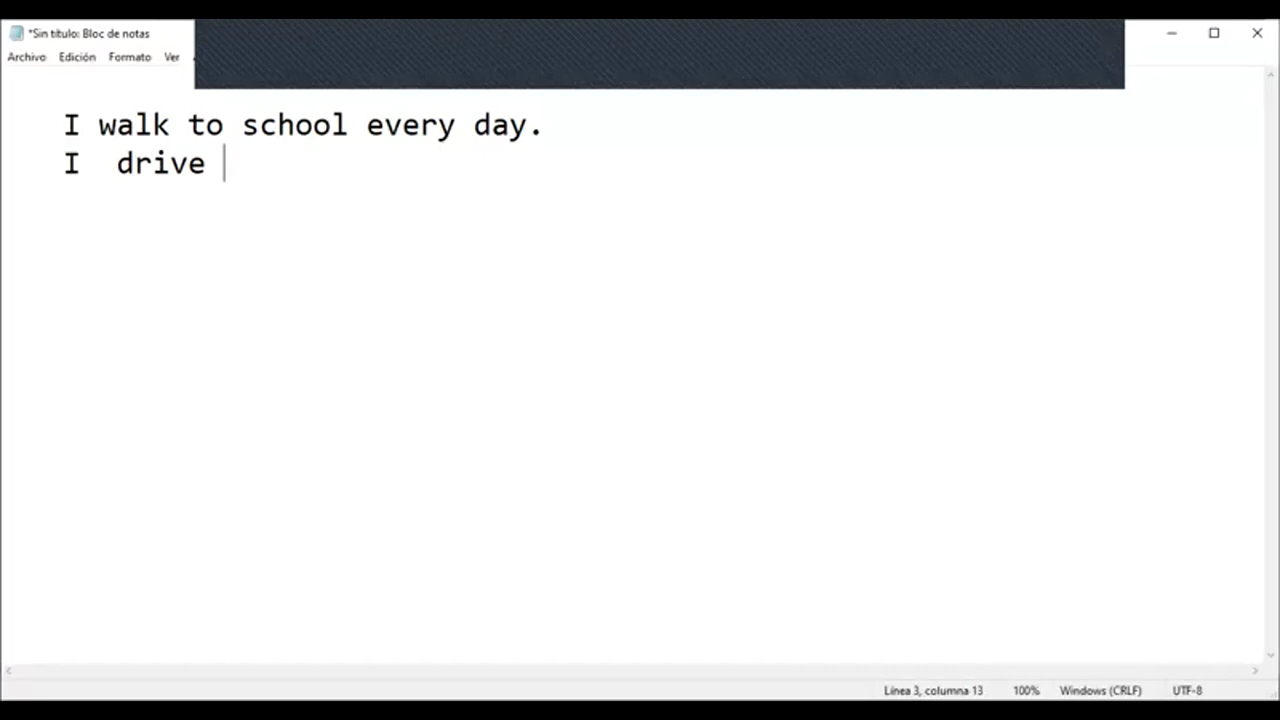 *Sin título: Bloc de notas
Archivo Edición Formato Ver
I walk to school every day.
I  drive
Línea 3, columna 13 100% Windows (CRLF) UTF-8